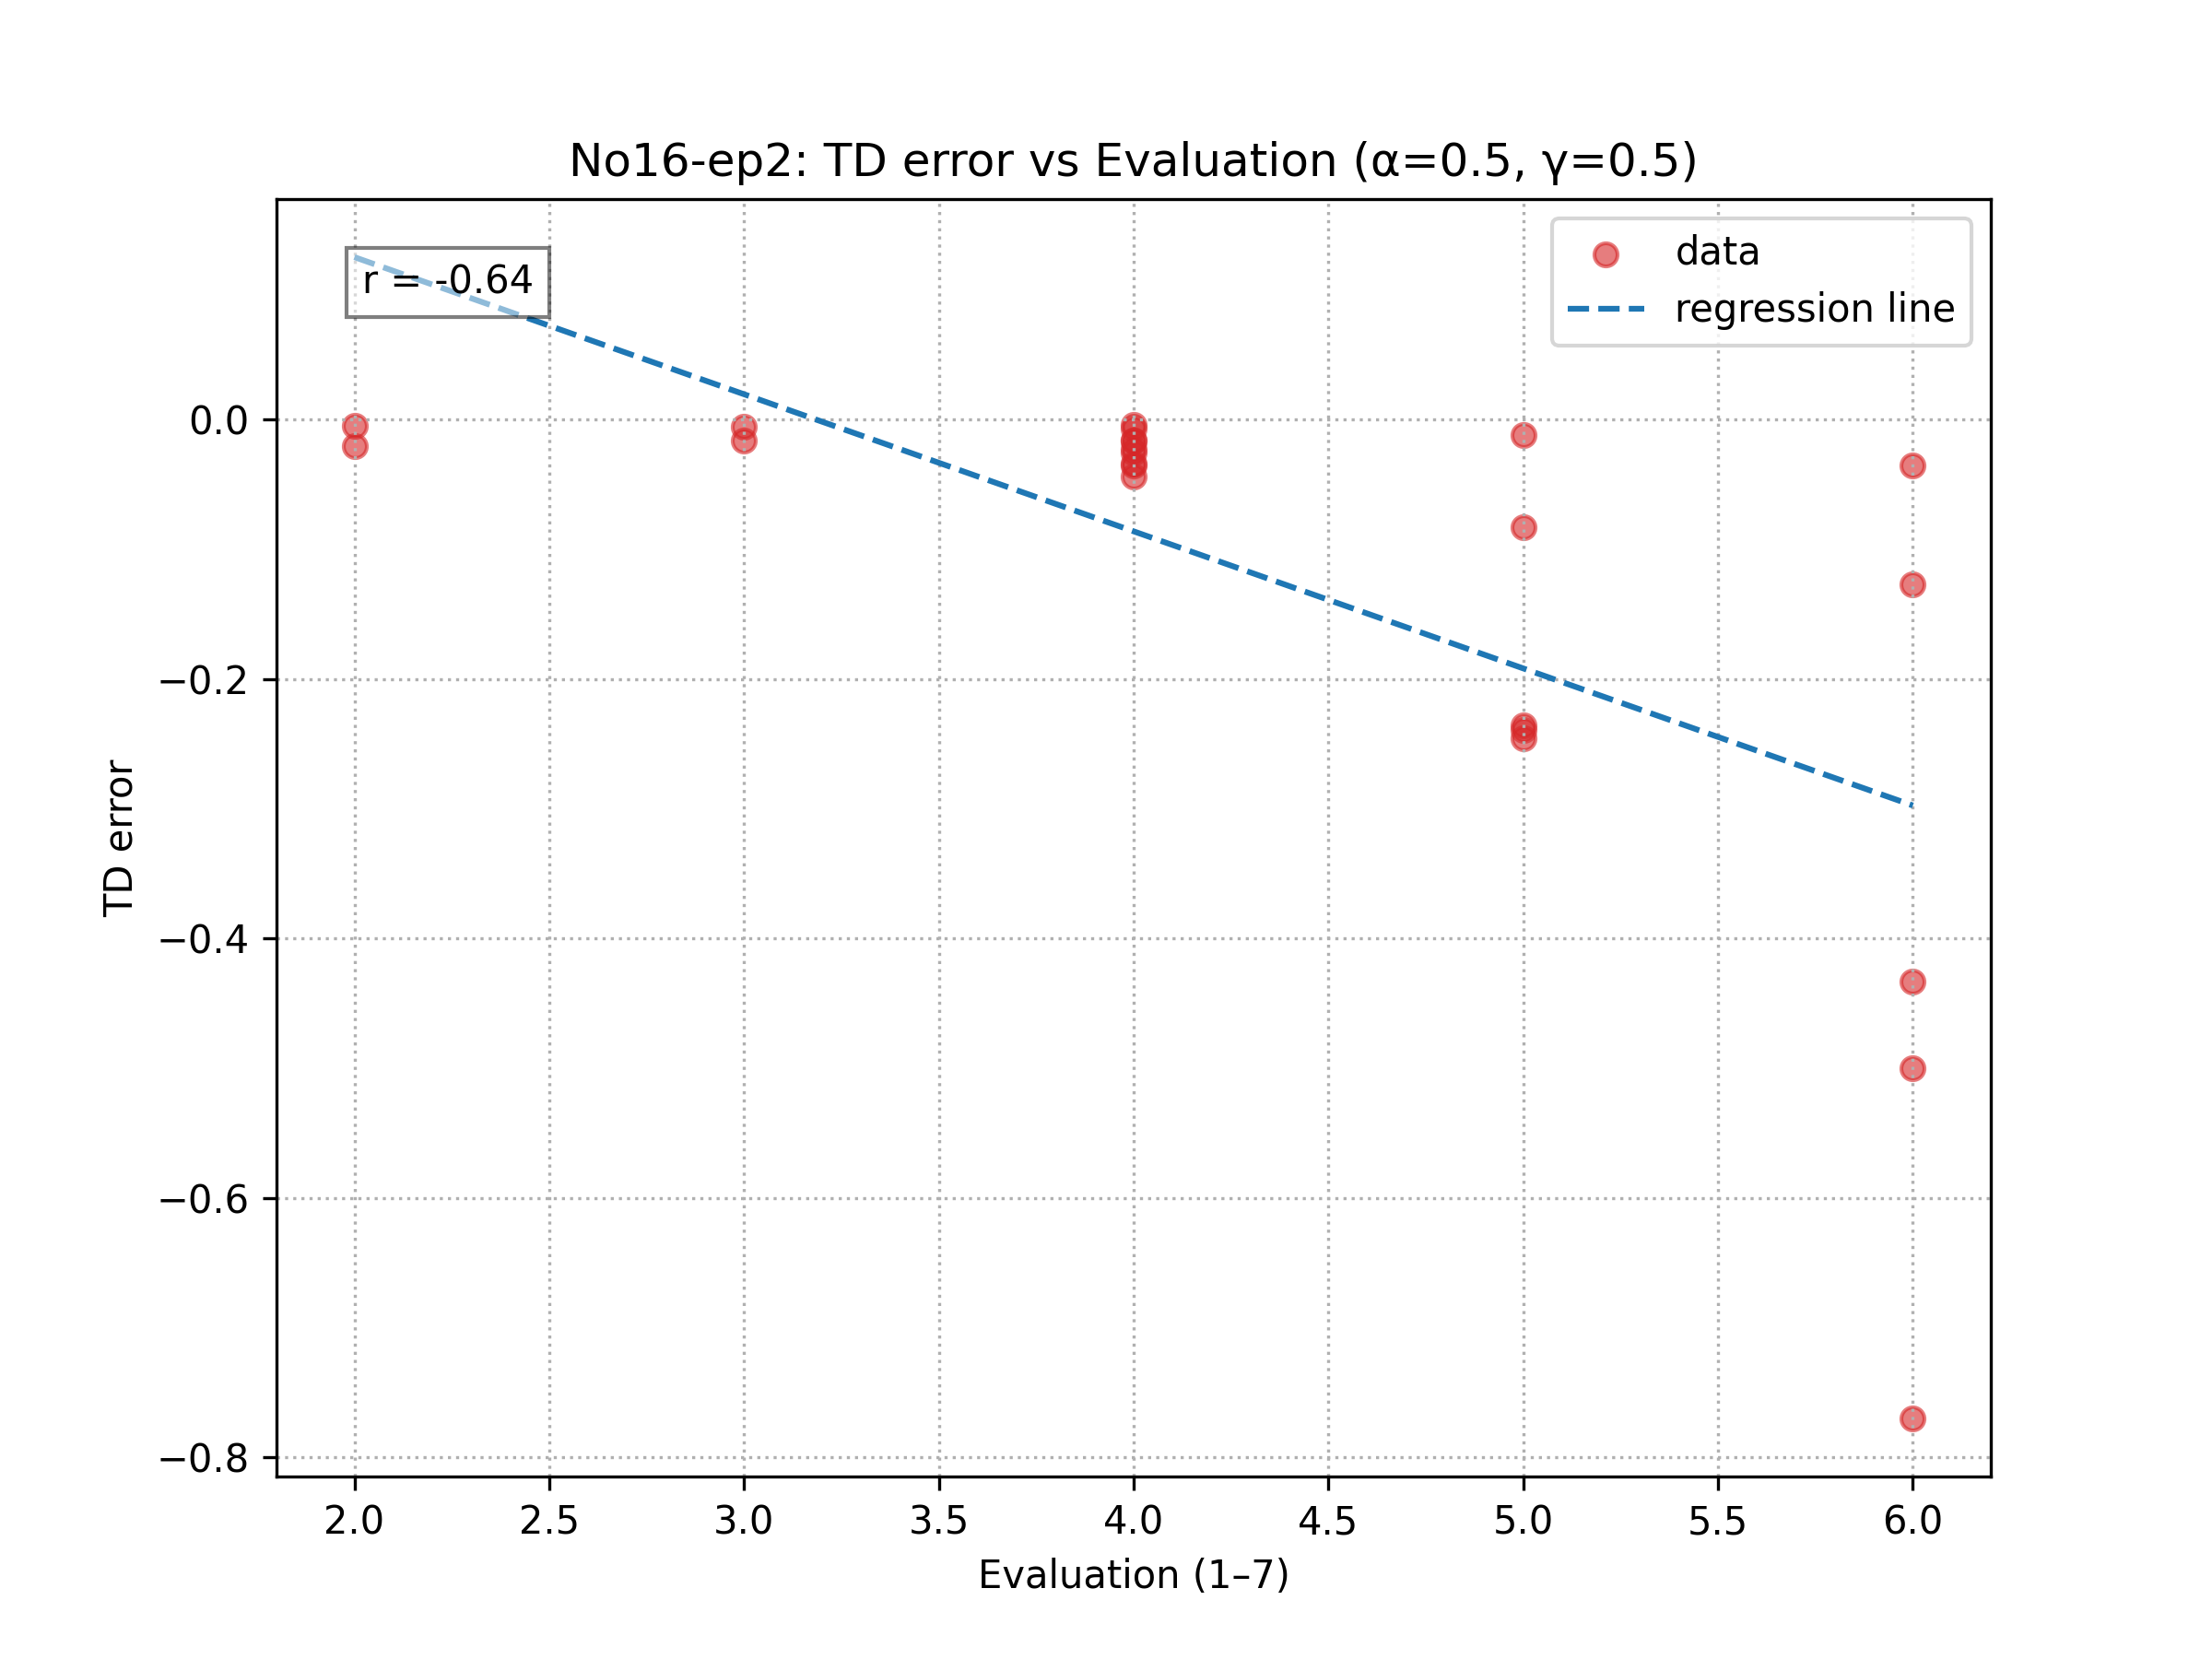 No16-ep2: TD error vs Evaluation (α=0.5, γ=0.5)
r = -0.64
data
regression line
0.0
−0.2
−0.4
−0.6
−0.8
TD error
2.0 2.5 3.0 3.5 4.0 4.5 5.0 5.5 6.0
Evaluation (1–7)